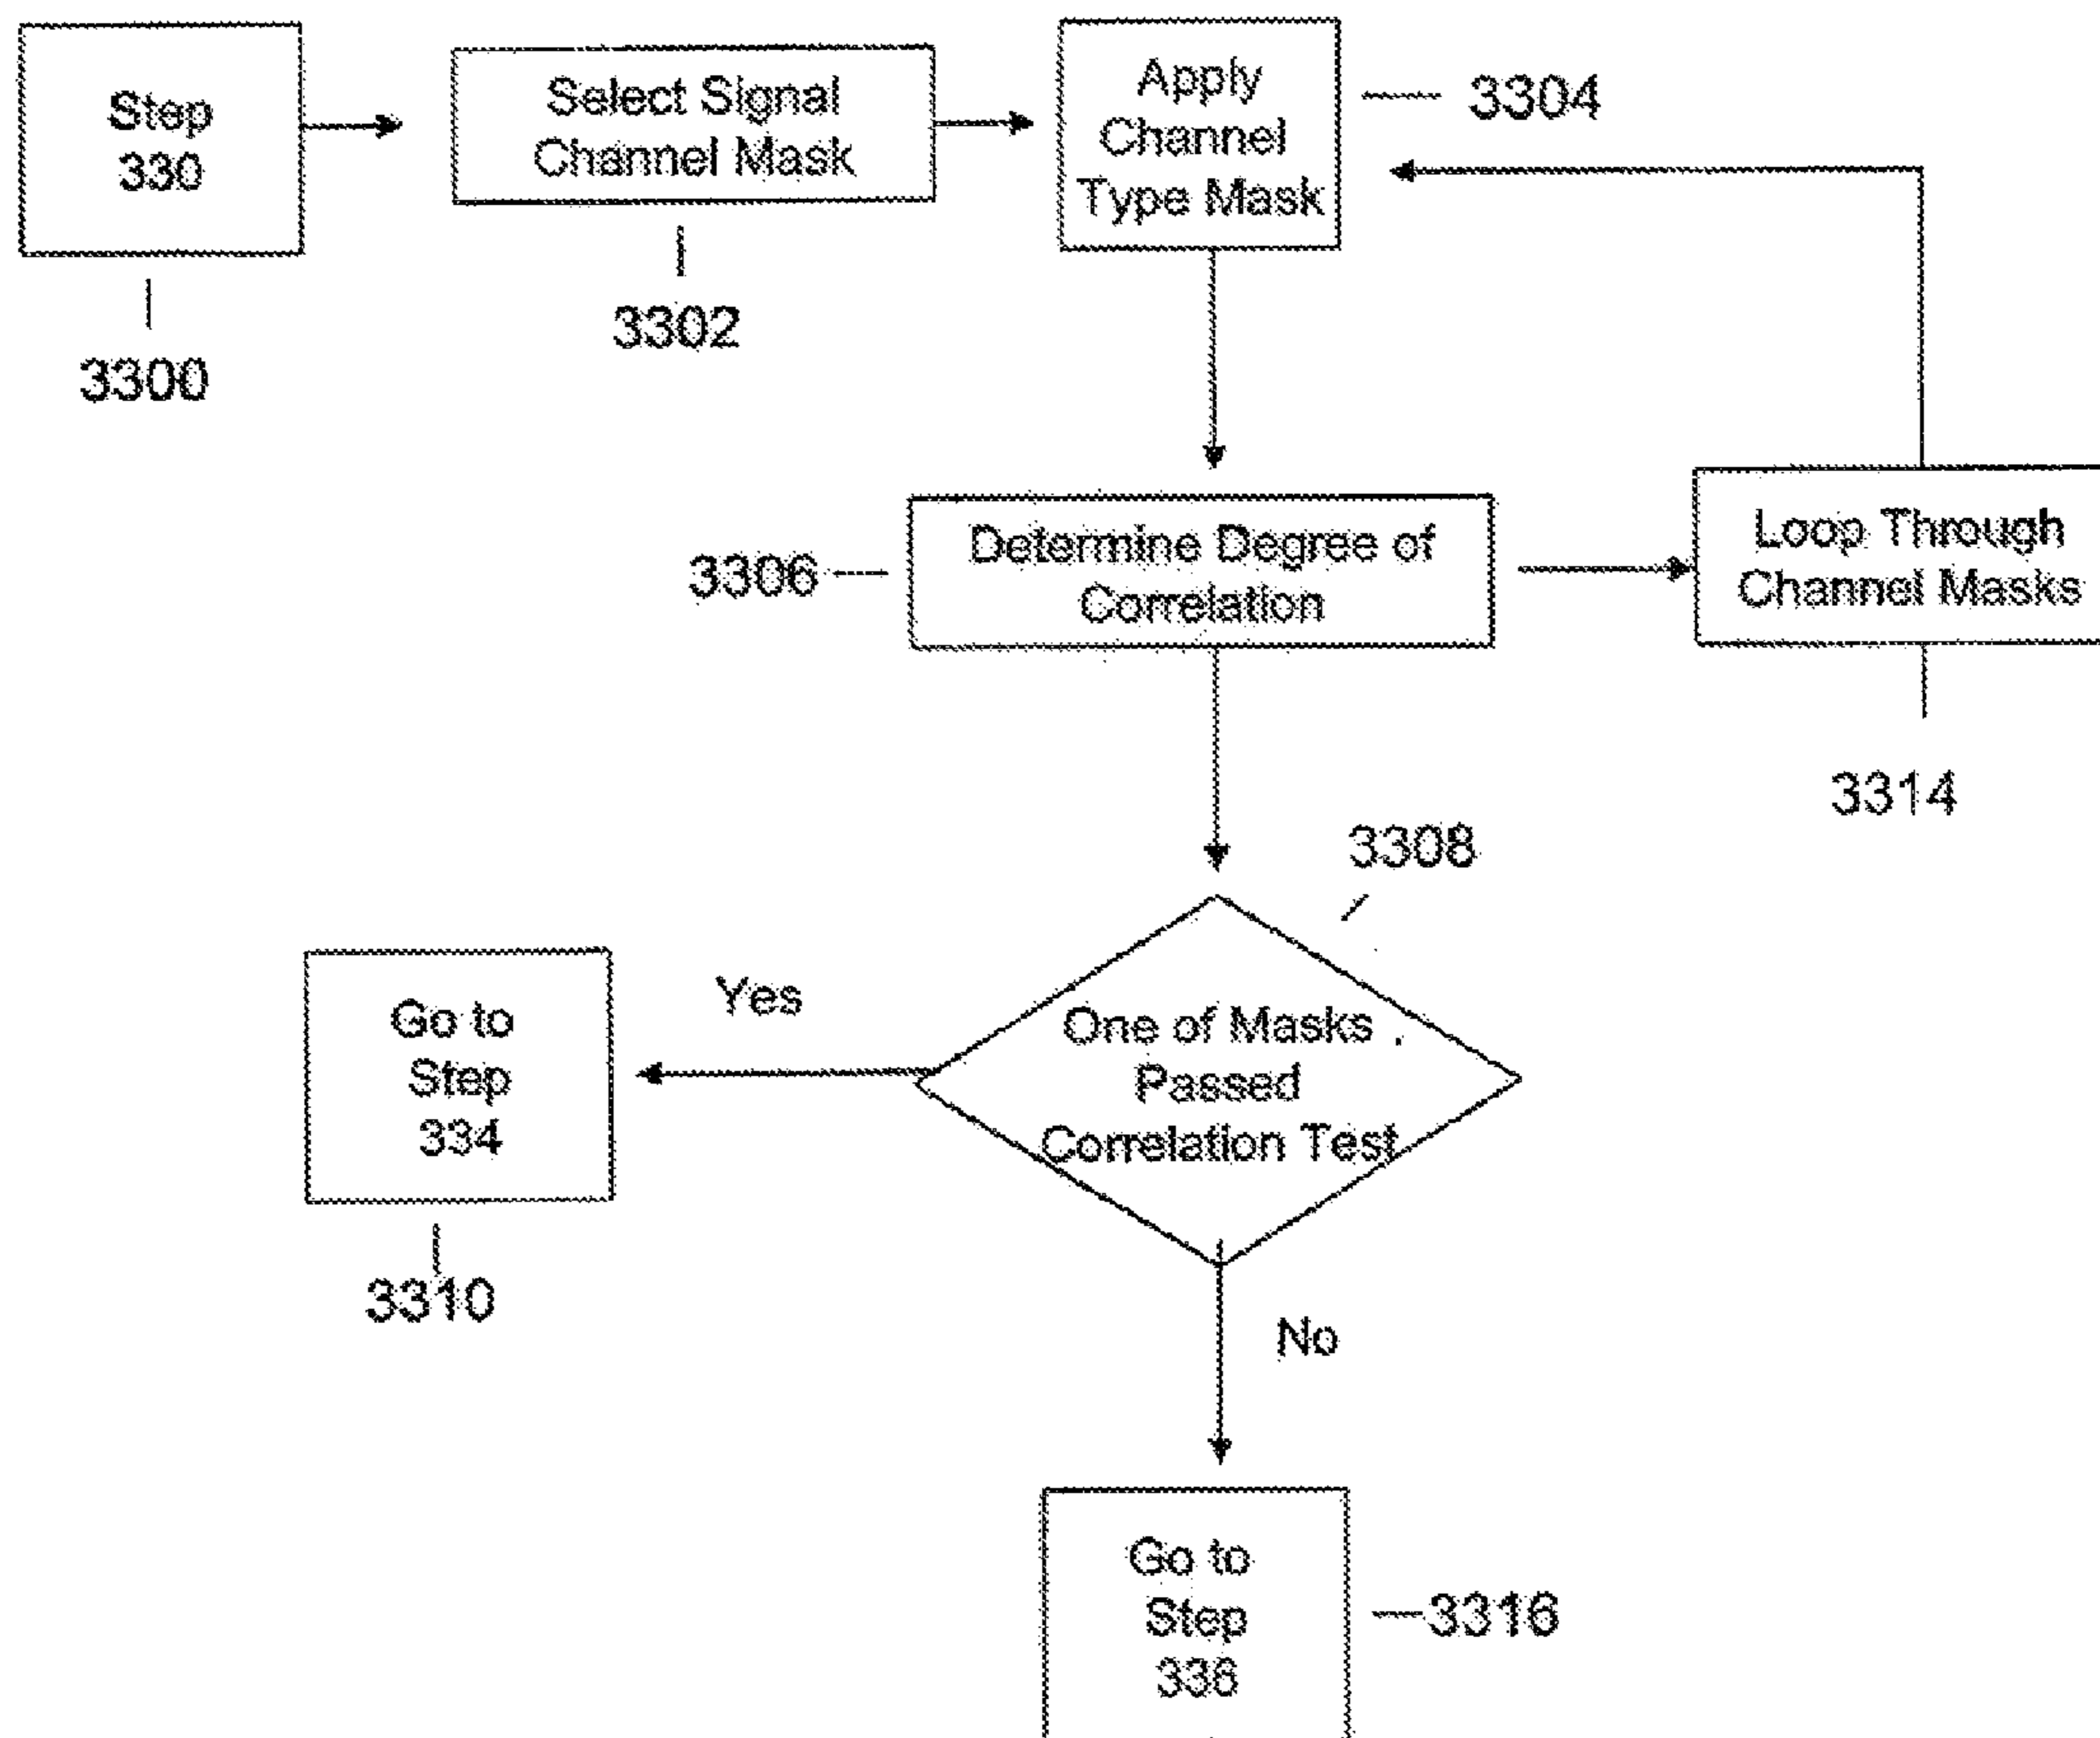 Step
330
3300
Select Signal
Channel Mask
3302
Apply
Channel
Type Mask
3304
Determine Degree of
Correlation
3306
Loop Through
Channel Masks
3314
3308
One of Masks
Passed
Correlation Test
Yes
Go to
Step
334
3310
No
Go to
Step
336
3316